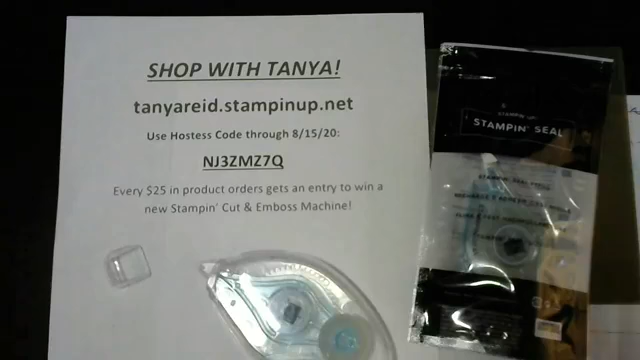 SHOP WITH TANYA!
tanyareid.stampinup.net
Use Hostess Code through 8/15/20:
NJ3ZMZ7Q
Every $25 in product orders gets an entry to win a
new Stampin' Cut & Emboss Machine!
STAMPIN' UP!
STAMPIN' SEAL